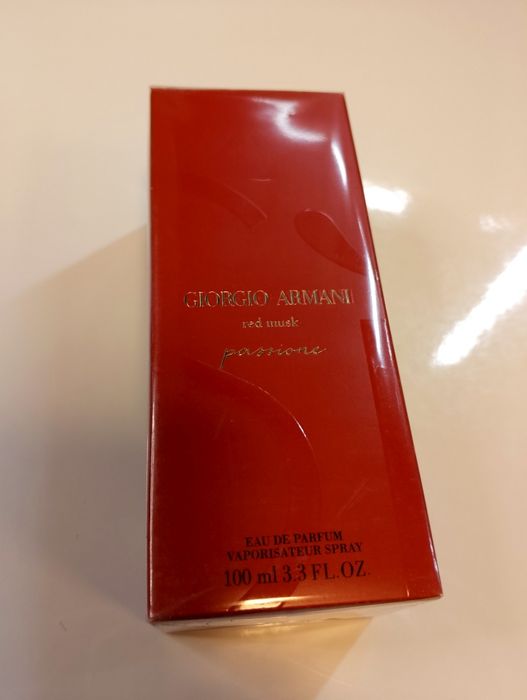 GIORGIO ARMANI
red musk
passione
EAU DE PARFUM
VAPORISATEUR SPRAY
100 ml 3.3 FL.OZ.